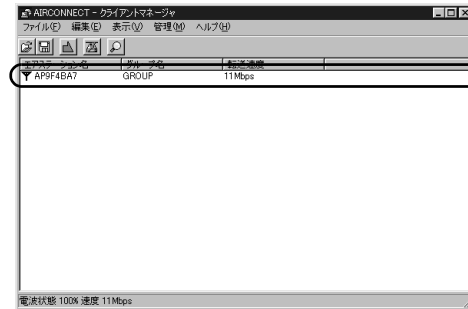 AIRCONNECT - クライアントマネージャ
ファイル(F) 編集(E) 表示(V) 管理(M) ヘルプ(H)
エアステーション名 グループ名 転送速度
AP9F4BA7 GROUP 11Mbps
電波状態 100% 速度 11Mbps